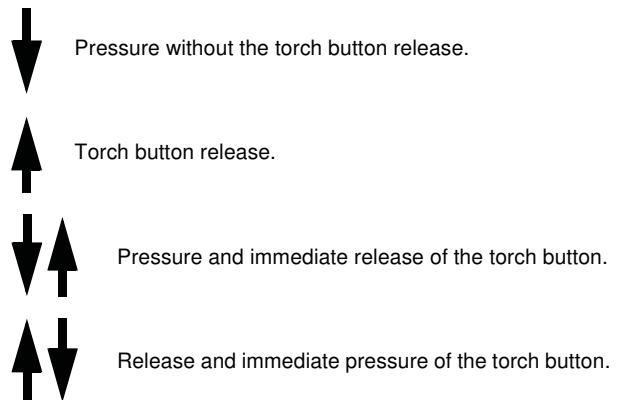 Pressure without the torch button release.
Torch button release.
Pressure and immediate release of the torch button.
Release and immediate pressure of the torch button.